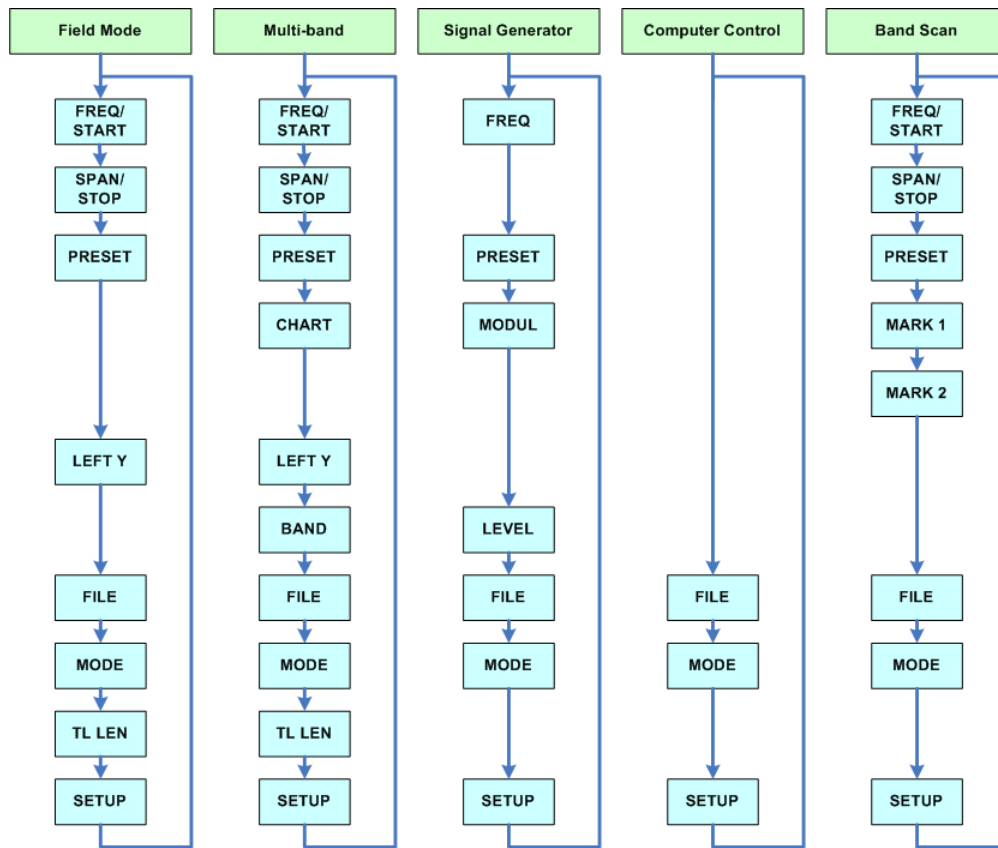 Field Mode
FREQ/
START
SPAN/
STOP
PRESET
LEFT Y
FILE
MODE
TL LEN
SETUP
Multi-band
FREQ/
START
SPAN/
STOP
PRESET
CHART
LEFT Y
BAND
FILE
MODE
TL LEN
SETUP
Signal Generator
FREQ
PRESET
MODUL
LEVEL
FILE
MODE
SETUP
Computer Control
FILE
MODE
SETUP
Band Scan
FREQ/
START
SPAN/
STOP
PRESET
MARK 1
MARK 2
FILE
MODE
SETUP